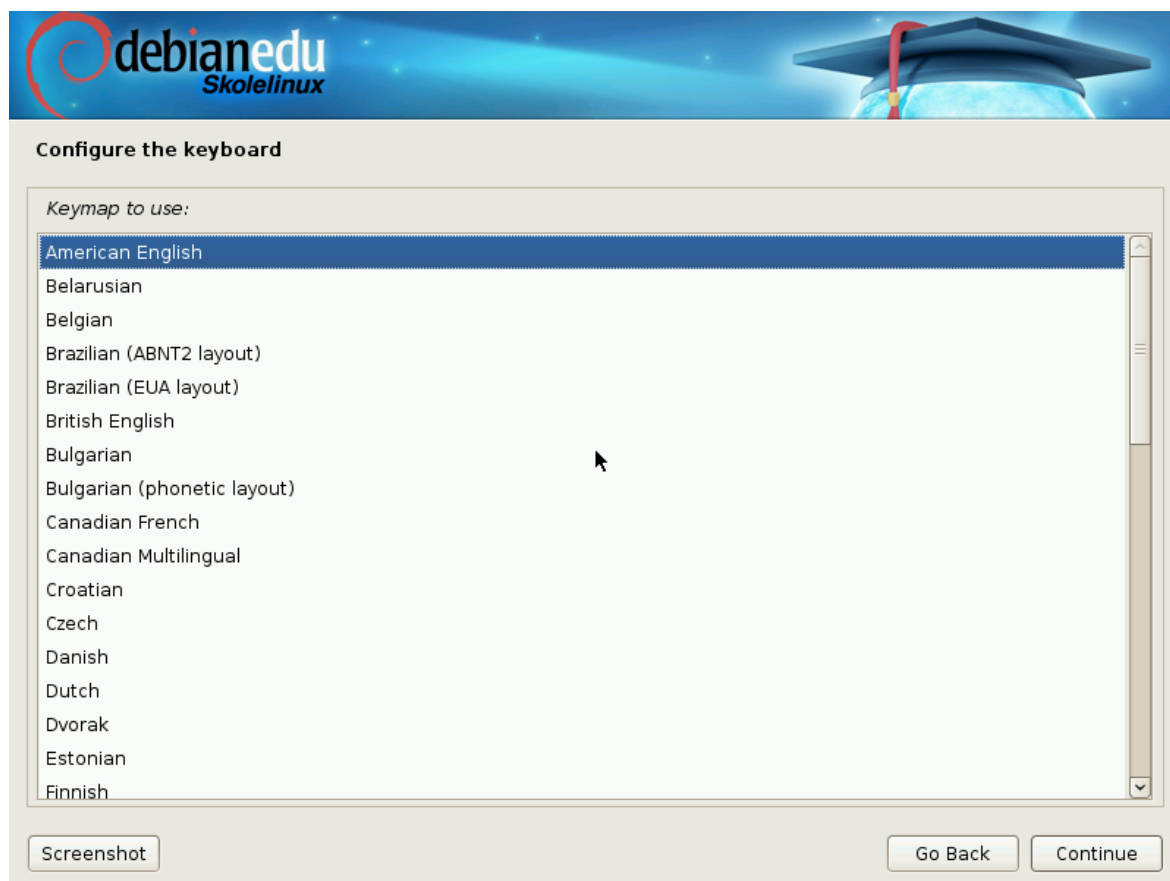 debianedu
Skolelinux
Configure the keyboard
Keymap to use:
American English
Belarusian
Belgian
Brazilian (ABNT2 layout)
Brazilian (EUA layout)
British English
Bulgarian
Bulgarian (phonetic layout)
Canadian French
Canadian Multilingual
Croatian
Czech
Danish
Dutch
Dvorak
Estonian
Finnish
Screenshot Go Back Continue